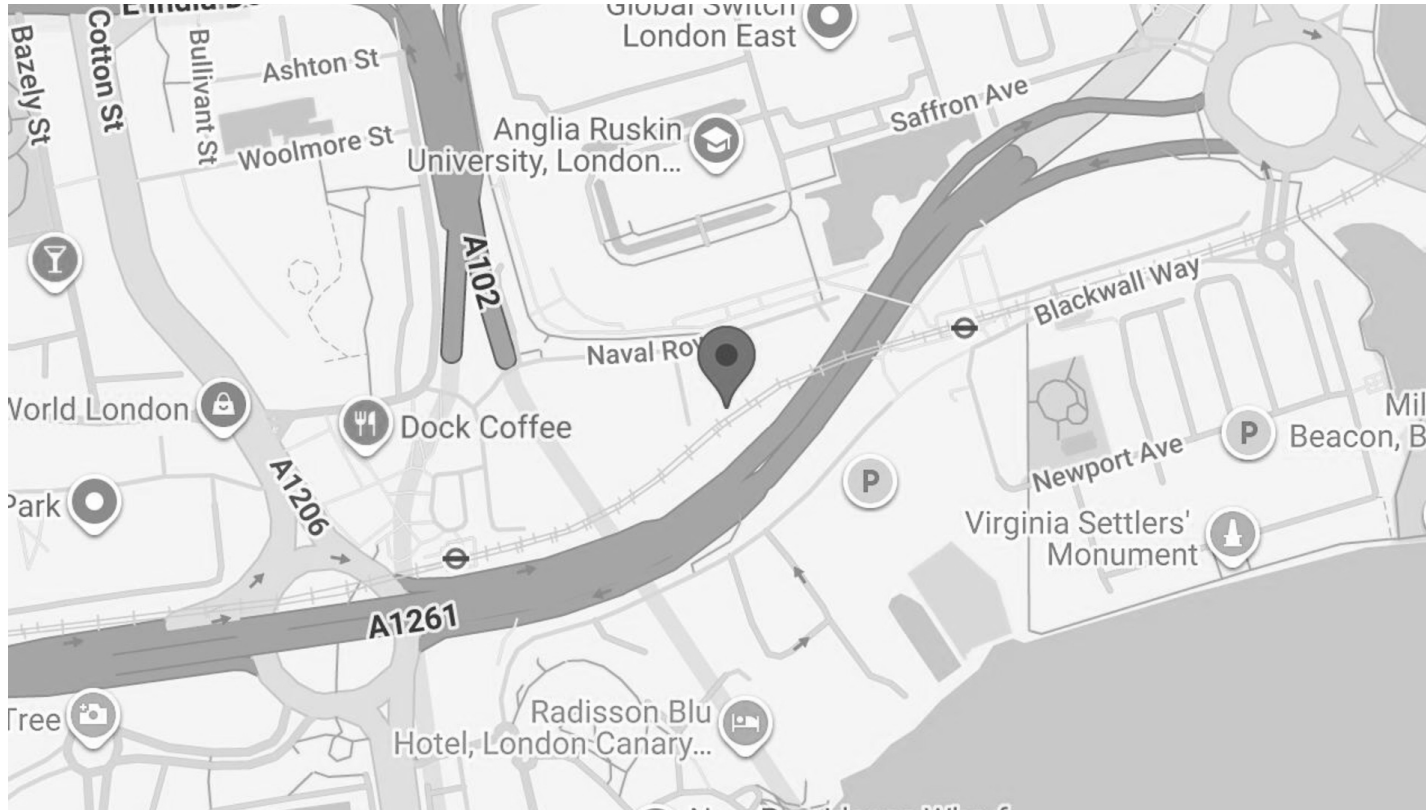 E India D
Global Switch
London East
Bazely St
Cotton St
Bullivant St
Ashton St
Woolmore St
Saffron Ave
Anglia Ruskin
University, London...
A102
Blackwall Way
Naval Ro
World London
Dock Coffee
P
Mil
Beacon, B
Newport Ave
A1206
Park
P
Virginia Settlers'
Monument
A1261
Tree
Radisson Blu
Hotel, London Canary...